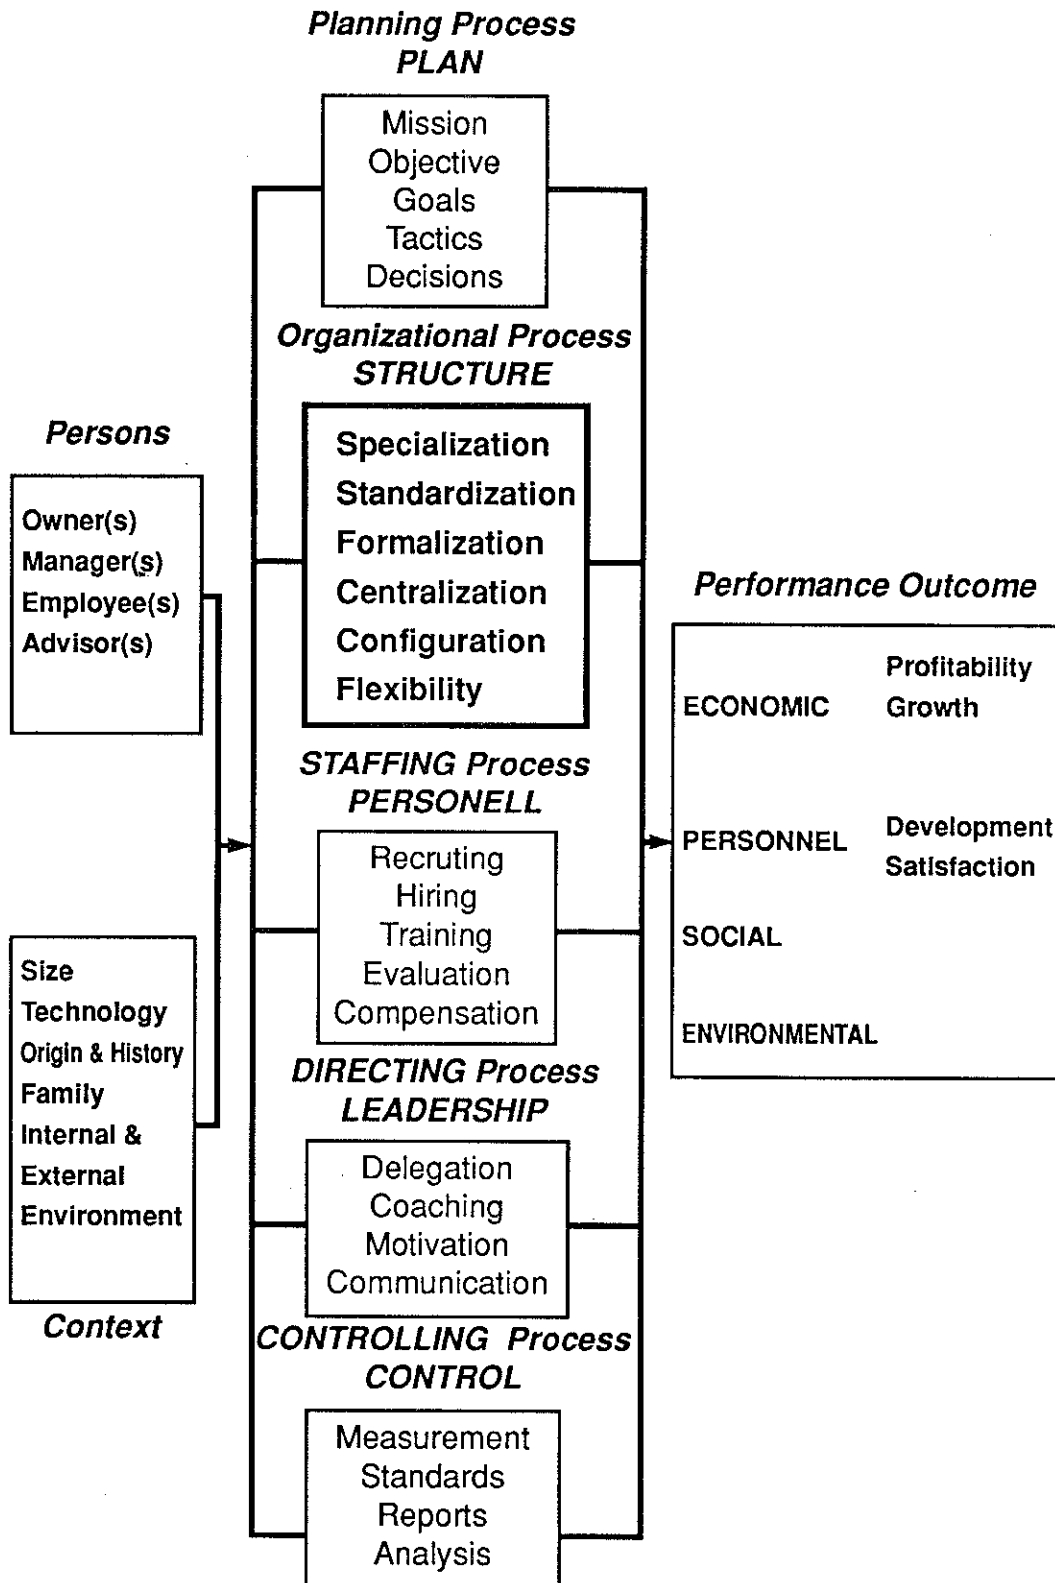 Planning Process
PLAN
Mission
Objective
Goals
Tactics
Decisions
Organizational Process
STRUCTURE
Specialization
Standardization
Formalization
Centralization
Configuration
Flexibility
Persons
Owner(s)
Manager(s)
Employee(s)
Advisor(s)
STAFFING Process
PERSONELL
Recruting
Hiring
Training
Evaluation
Compensation
Size
Technology
Origin & History
Family
Internal &
External
Environment
Context
DIRECTING Process
LEADERSHIP
Delegation
Coaching
Motivation
Communication
CONTROLLING Process
CONTROL
Measurement
Standards
Reports
Analysis
Performance Outcome
ECONOMIC
Profitability
Growth
PERSONNEL
Development
Satisfaction
SOCIAL
ENVIRONMENTAL